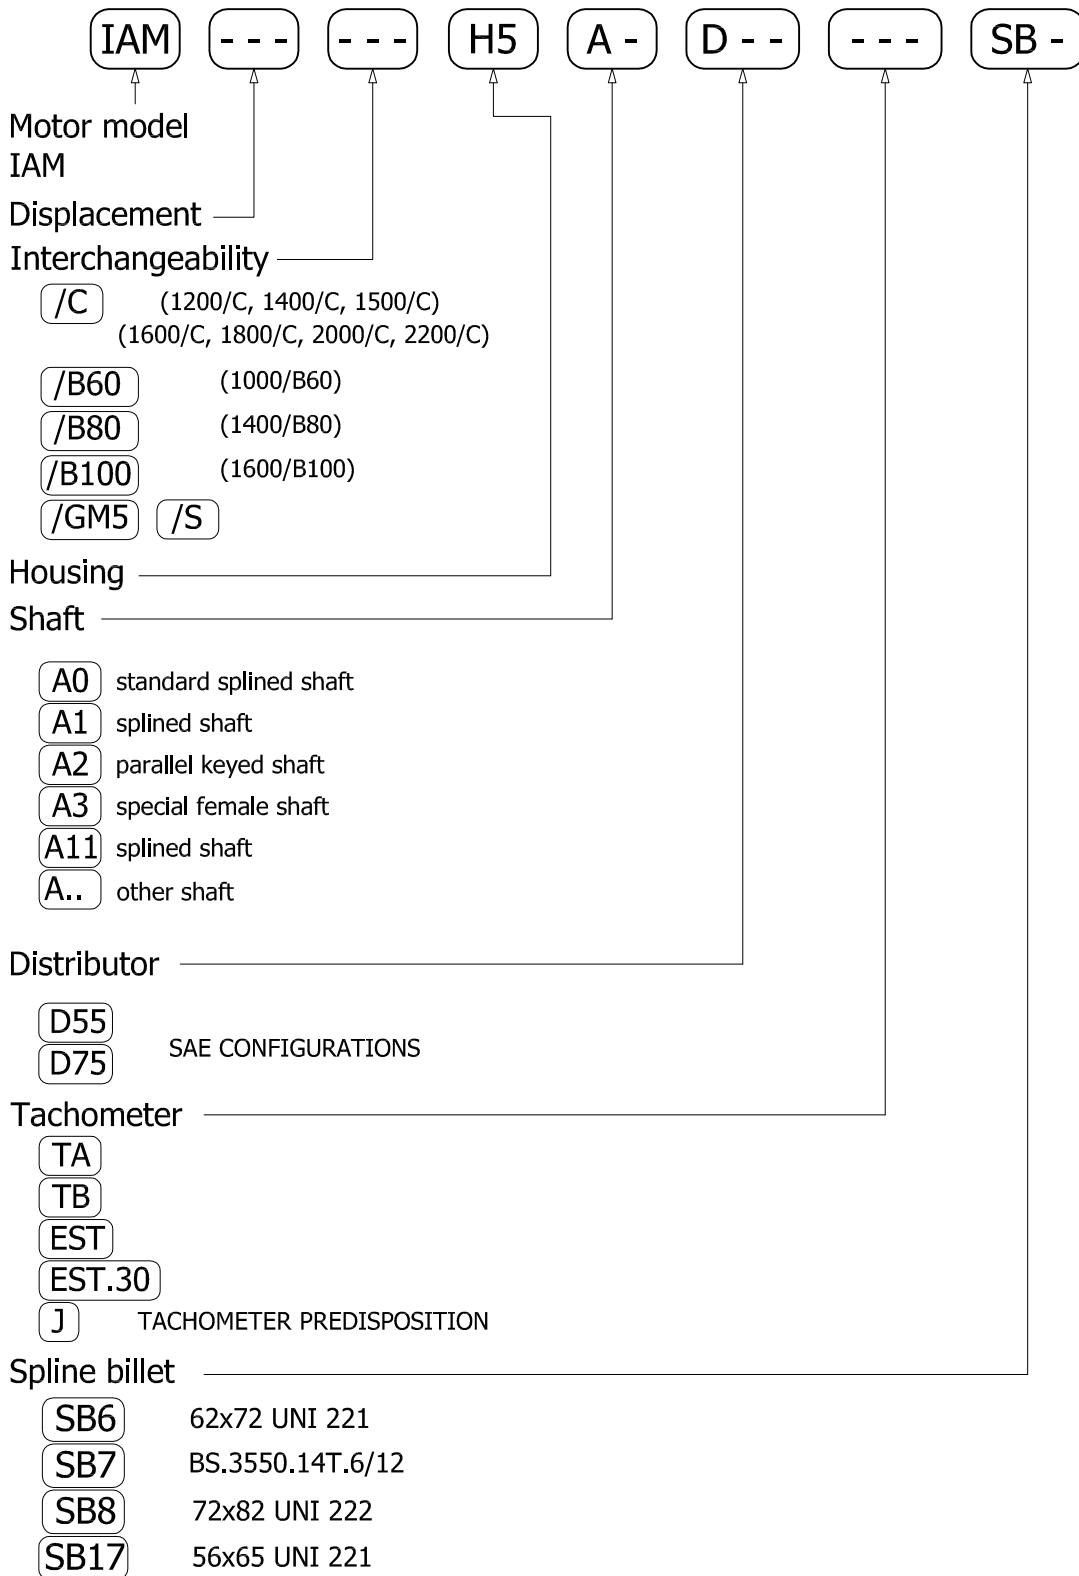 IAM - - - - - - H5 A - D - - - - - SB -
Motor model
IAM
Displacement
Interchangeability
/C (1200/C, 1400/C, 1500/C)
(1600/C, 1800/C, 2000/C, 2200/C)
/B60 (1000/B60)
/B80 (1400/B80)
/B100 (1600/B100)
/GM5 /S
Housing
Shaft
A0 standard splined shaft
A1 splined shaft
A2 parallel keyed shaft
A3 special female shaft
A11 splined shaft
A.. other shaft
Distributor
D55
SAE CONFIGURATIONS
D75
Tachometer
TA
TB
EST
EST.30
J TACHOMETER PREDISPOSITION
Spline billet
SB6 62x72 UNI 221
SB7 BS.3550.14T.6/12
SB8 72x82 UNI 222
SB17 56x65 UNI 221